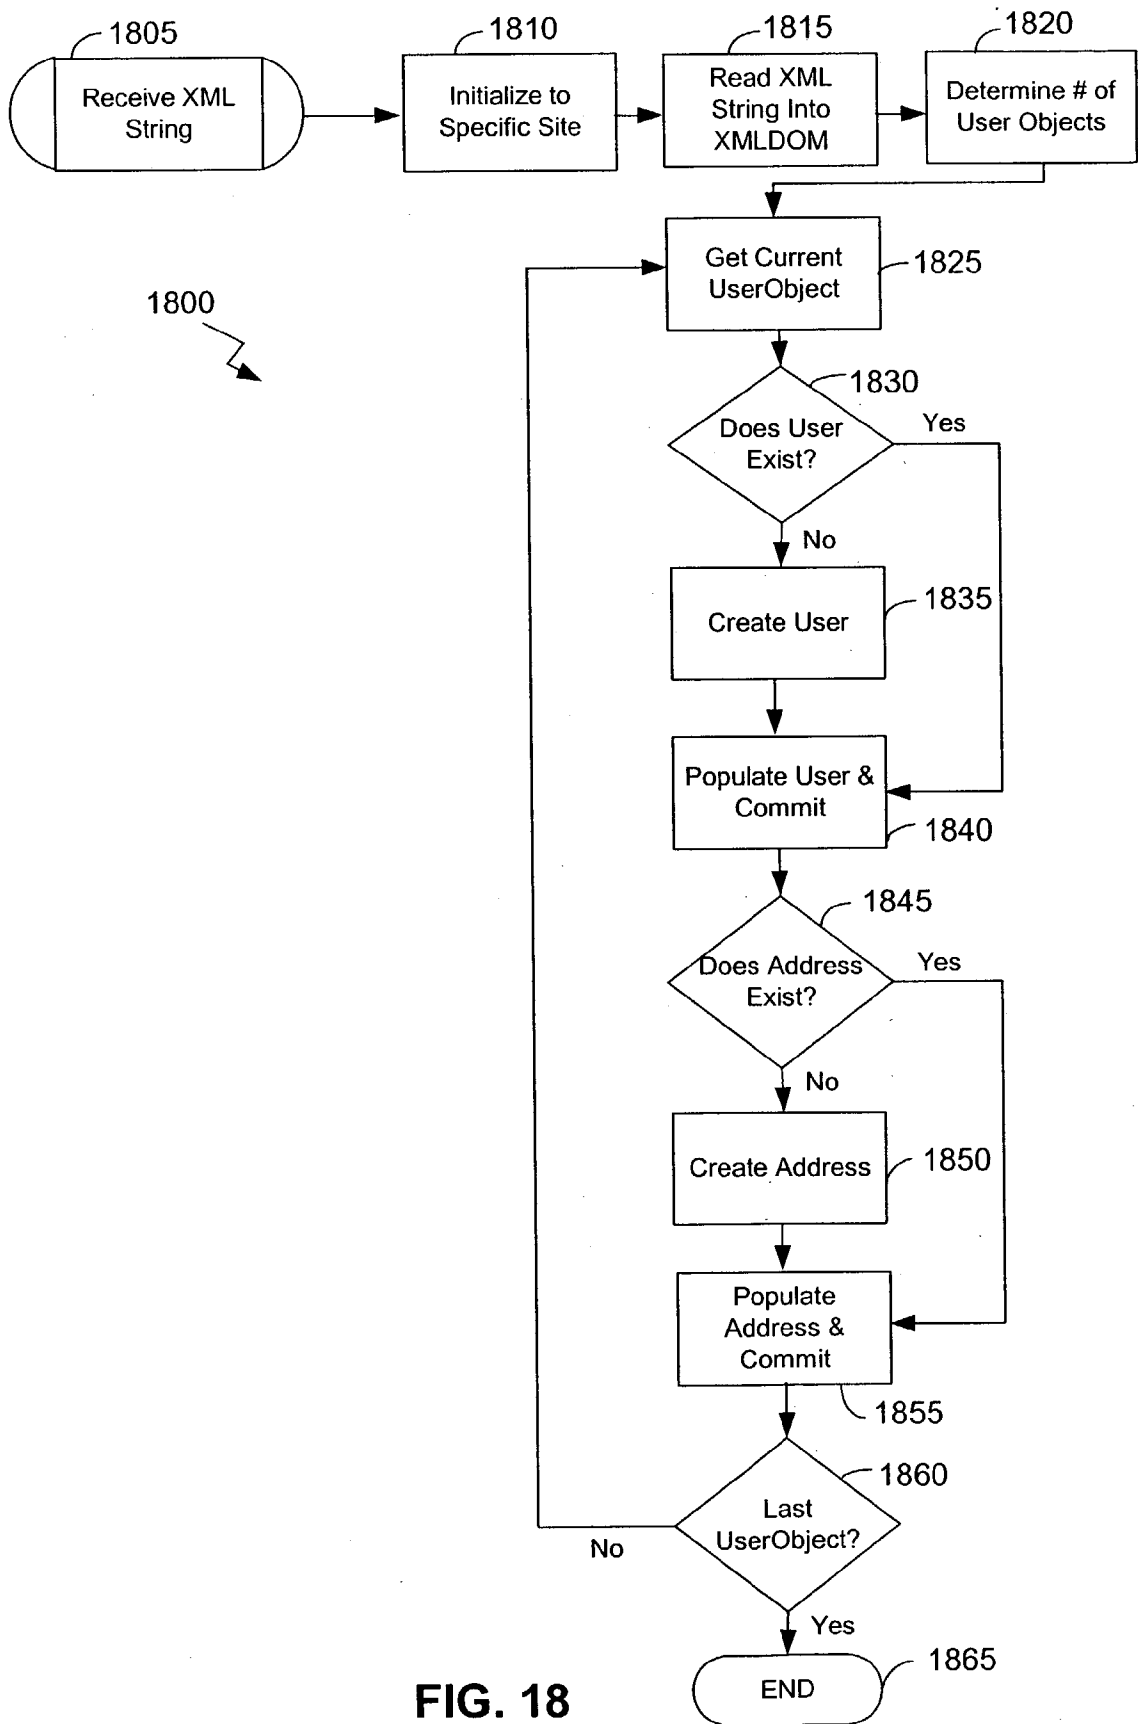 1805
Receive XML
String
1810
Initialize to
Specific Site
1815
Read XML
String Into
XMLDOM
1820
Determine # of
User Objects
1800
Get Current
UserObject
1825
1830
Does User
Exist?
Yes
No
Create User
1835
Populate User &
Commit
1840
1845
Does Address
Exist?
Yes
No
Create Address
1850
Populate
Address &
Commit
1855
1860
Last
UserObject?
No
Yes
END
1865
FIG. 18